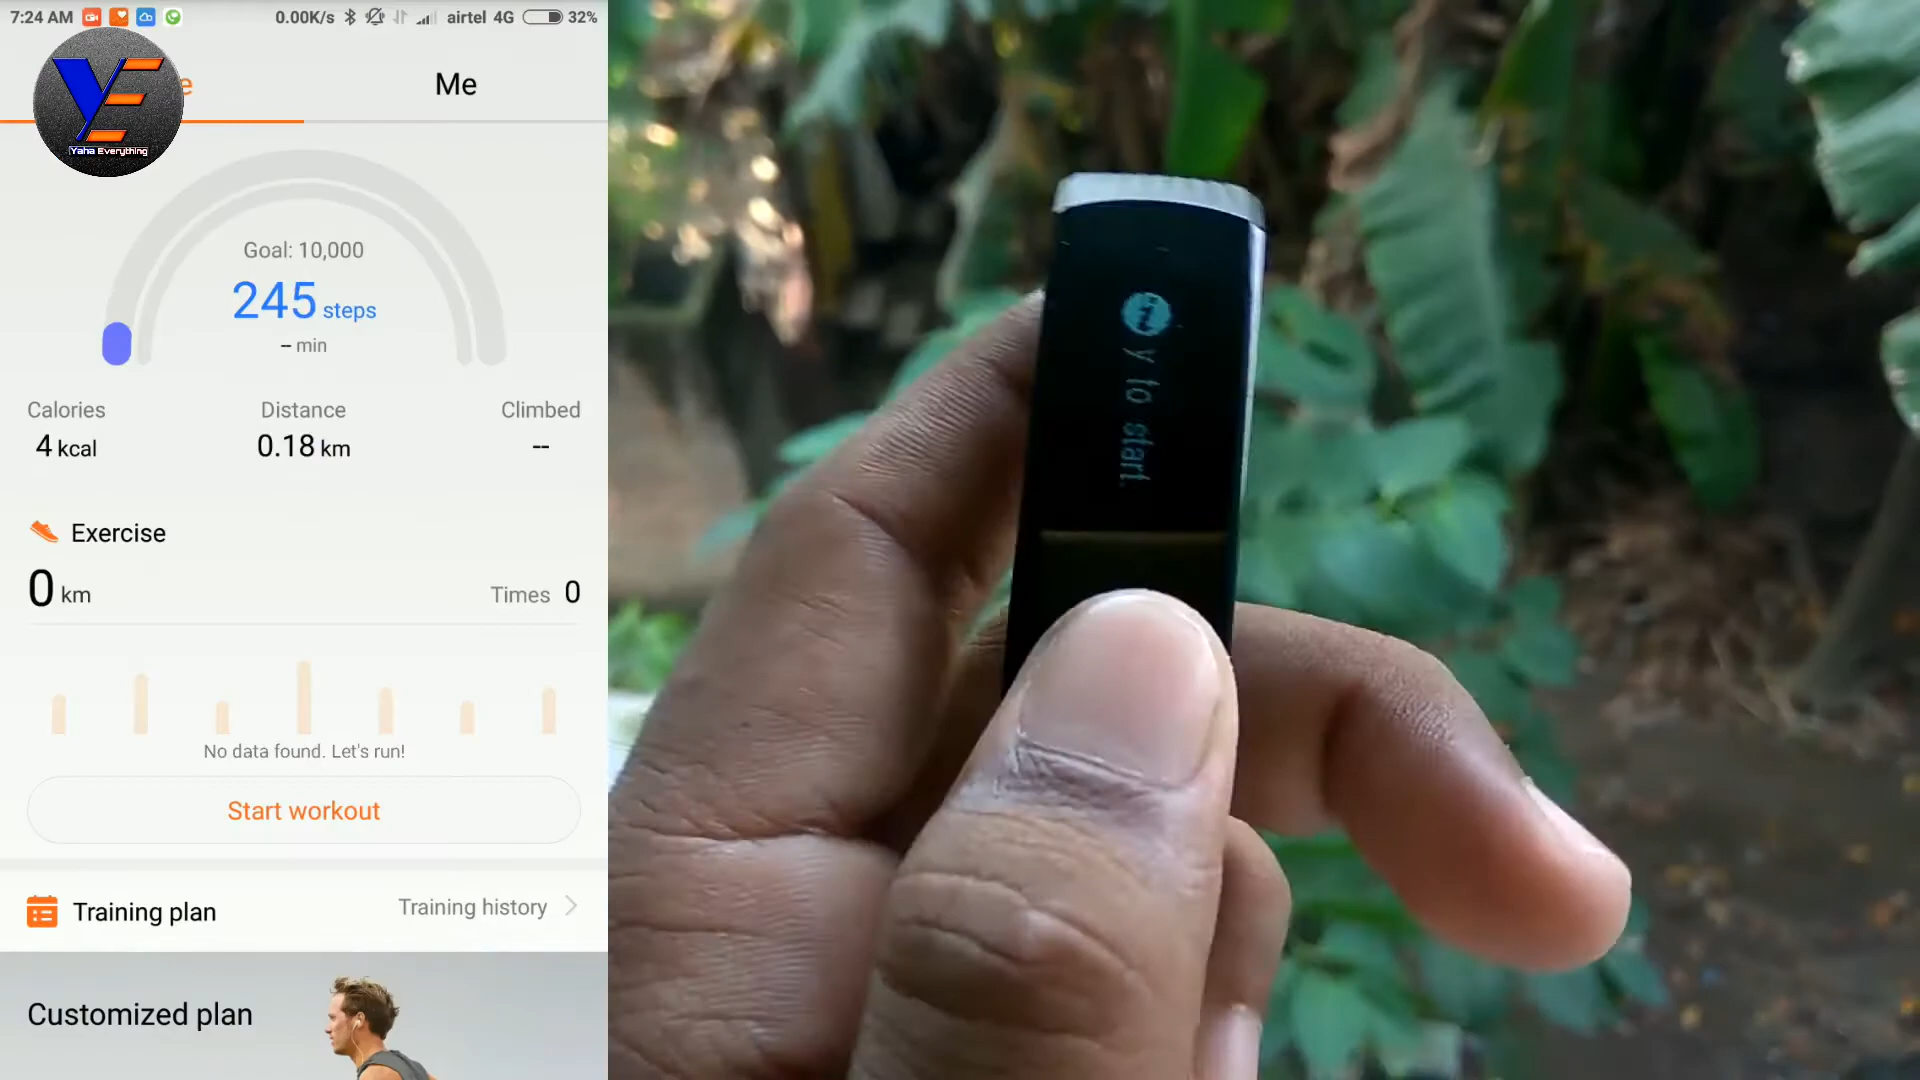 7:24 AM
0.00K/s
airtel 4G
32%
Me
YE
Yaha Everything
Goal: 10,000
245 steps
-- min
Calories
Distance
Climbed
4 kcal
0.18 km
--
Exercise
0 km
Times 0
No data found. Let's run!
Start workout
Training plan
Training history
Customized plan
y to start.